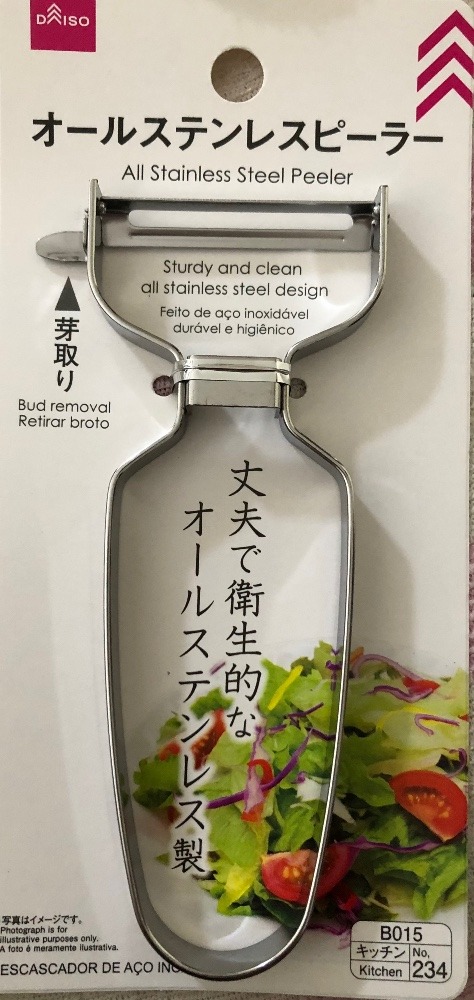 DAISO
オールステンレスピーラー
All Stainless Steel Peeler
Sturdy and clean
all stainless steel design
Feito de aço inoxidável
durável e higiênico
芽取り
Bud removal
Retirar broto
丈夫で衛生的な
オールステンレス製
写真はイメージです。
Photograph is for
illustrative purposes only.
A foto é meramente ilustrativa.
ESCASCADOR DE AÇO
B015
キッチン
Kitchen
No,
234